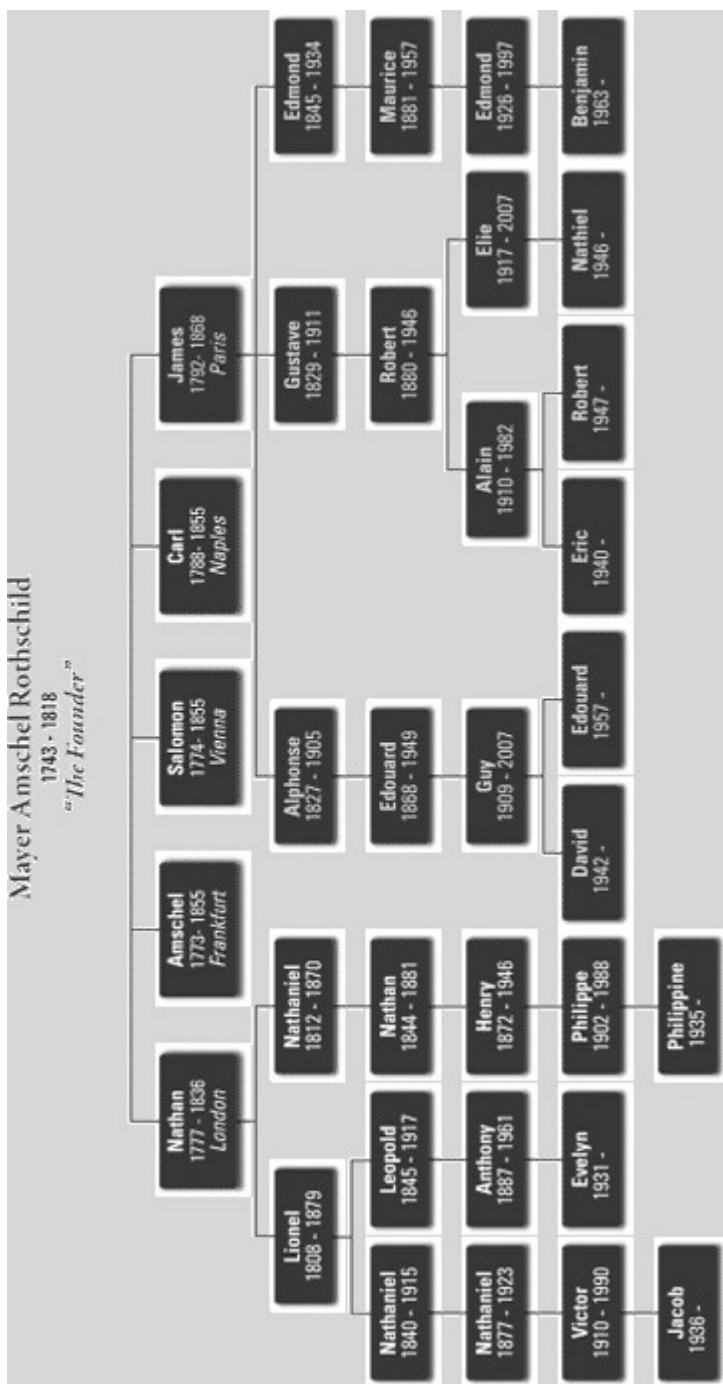 Mayer Amschel Rothschild
1743 - 1818
"The Founder"
Nathan
1777 - 1836
London
Amschel
1773- 1855
Frankfurt
Salomon
1774- 1855
Vienna
Carl
1788- 1855
Naples
James
1792- 1868
Paris
Lionel
1808 - 1879
Nathaniel
1812 - 1870
Alphonse
1827 - 1905
Gustave
1829 - 1911
Edmond
1845 - 1934
Nathaniel
1840 - 1915
Leopold
1845 - 1917
Nathan
1844 - 1881
Edouard
1868 - 1949
Robert
1880 - 1946
Maurice
1881 - 1957
Nathaniel
1877 - 1923
Anthony
1887 - 1961
Henry
1872 - 1946
Guy
1909 - 2007
Alain
1910 - 1982
Elie
1917 - 2007
Edmond
1926 - 1997
Victor
1910 - 1990
Evelyn
1931 -
Philippe
1902 - 1988
David
1942 -
Edouard
1957 -
Eric
1940 -
Robert
1947 -
Nathiel
1946 -
Benjamin
1963 -
Jacob
1936 -
Philippine
1935 -